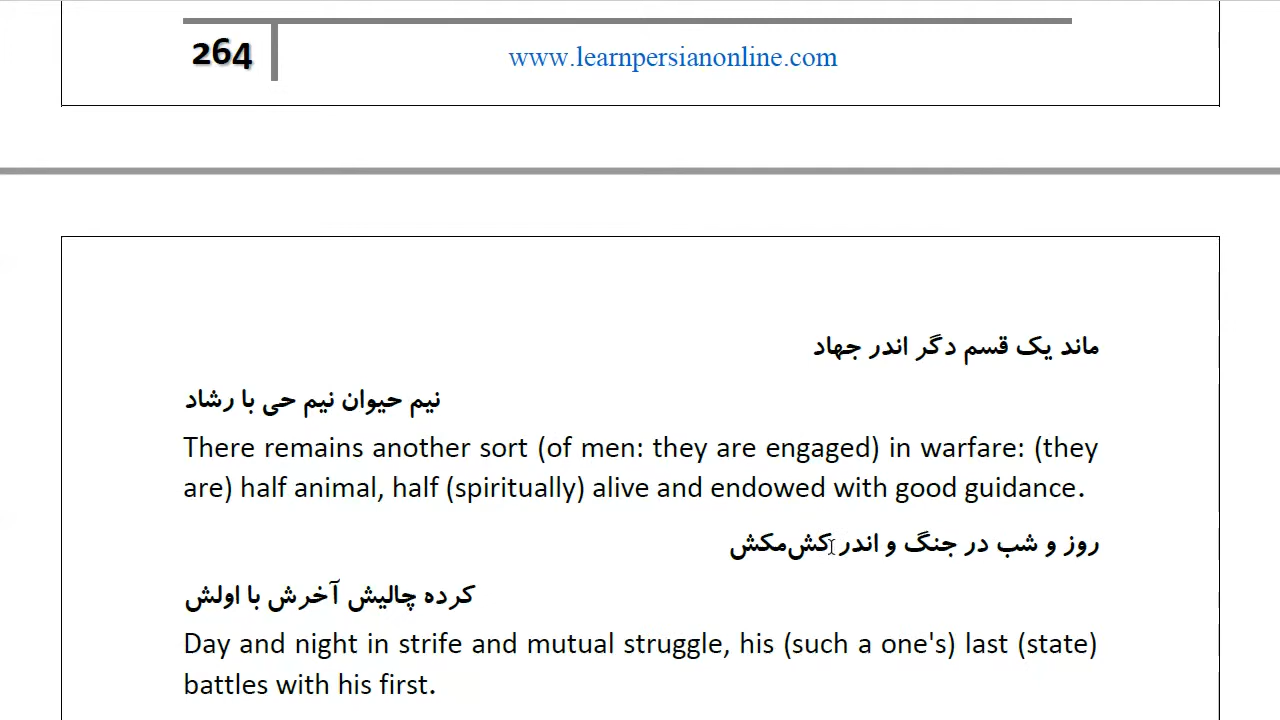 264
www.learnpersianonline.com
ماند یک قسم دگر اندر جهاد
نیم حیوان نیم حی با رشاد
There remains another sort (of men: they are engaged) in warfare: (they
are) half animal, half (spiritually) alive and endowed with good guidance.
روز و شب در جنگ و اندر کش‌مکش
کرده چالیش آخرش با اولش
Day and night in strife and mutual struggle, his (such a one's) last (state)
battles with his first.